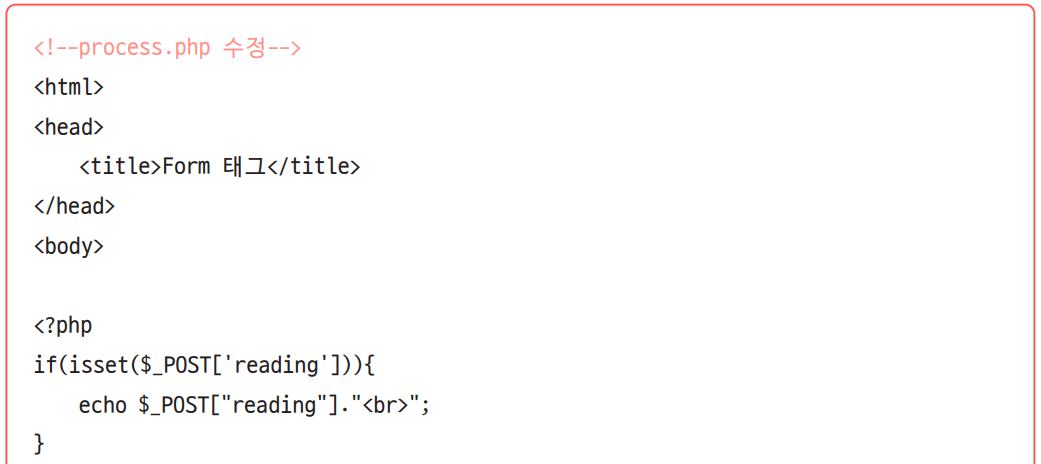 <!--process.php 수정-->
<html>
<head>
    <title>Form 태그</title>
</head>
<body>

<?php
if(isset($_POST['reading'])){
    echo $_POST["reading"]."<br>";
}